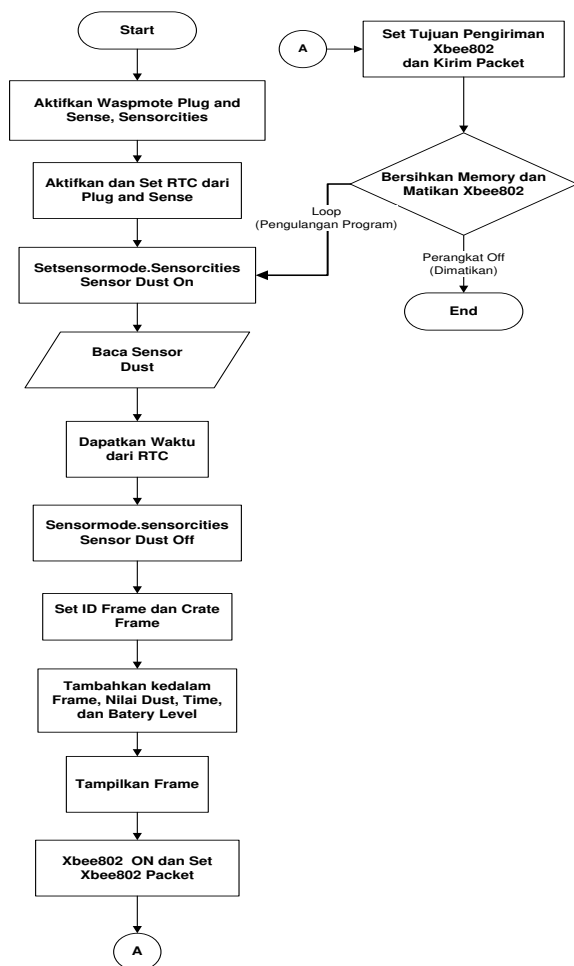 Start
Aktifkan Waspmote Plug and
Sense, Sensorcities
Aktifkan dan Set RTC dari
Plug and Sense
Setsensormode.Sensorcities
Sensor Dust On
Baca Sensor
Dust
Dapatkan Waktu
dari RTC
Sensormode.sensorcities
Sensor Dust Off
Set ID Frame dan Crate
Frame
Tambahkan kedalam
Frame, Nilai Dust, Time,
dan Batery Level
Tampilkan Frame
Xbee802 ON dan Set
Xbee802 Packet
A
A
Set Tujuan Pengiriman
Xbee802
dan Kirim Packet
Bersihkan Memory dan
Matikan Xbee802
Loop
(Pengulangan Program)
Perangkat Off
(Dimatikan)
End